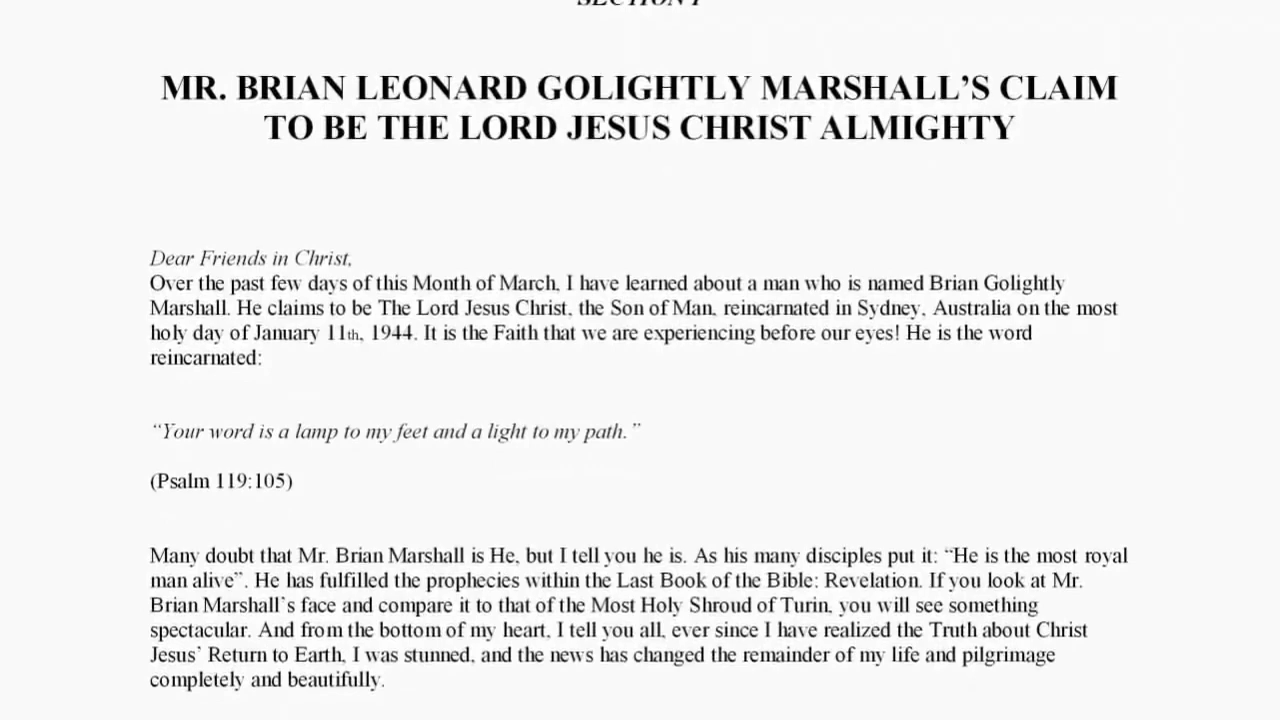 SECTION I
MR. BRIAN LEONARD GOLIGHTLY MARSHALL'S CLAIM
TO BE THE LORD JESUS CHRIST ALMIGHTY
Dear Friends in Christ,
Over the past few days of this Month of March, I have learned about a man who is named Brian Golightly
Marshall. He claims to be The Lord Jesus Christ, the Son of Man, reincarnated in Sydney, Australia on the most
holy day of January 11th, 1944. It is the Faith that we are experiencing before our eyes! He is the word
reincarnated:
“Your word is a lamp to my feet and a light to my path.”
(Psalm 119:105)
Many doubt that Mr. Brian Marshall is He, but I tell you he is. As his many disciples put it: “He is the most royal
man alive”. He has fulfilled the prophecies within the Last Book of the Bible: Revelation. If you look at Mr.
Brian Marshall's face and compare it to that of the Most Holy Shroud of Turin, you will see something
spectacular. And from the bottom of my heart, I tell you all, ever since I have realized the Truth about Christ
Jesus' Return to Earth, I was stunned, and the news has changed the remainder of my life and pilgrimage
completely and beautifully.